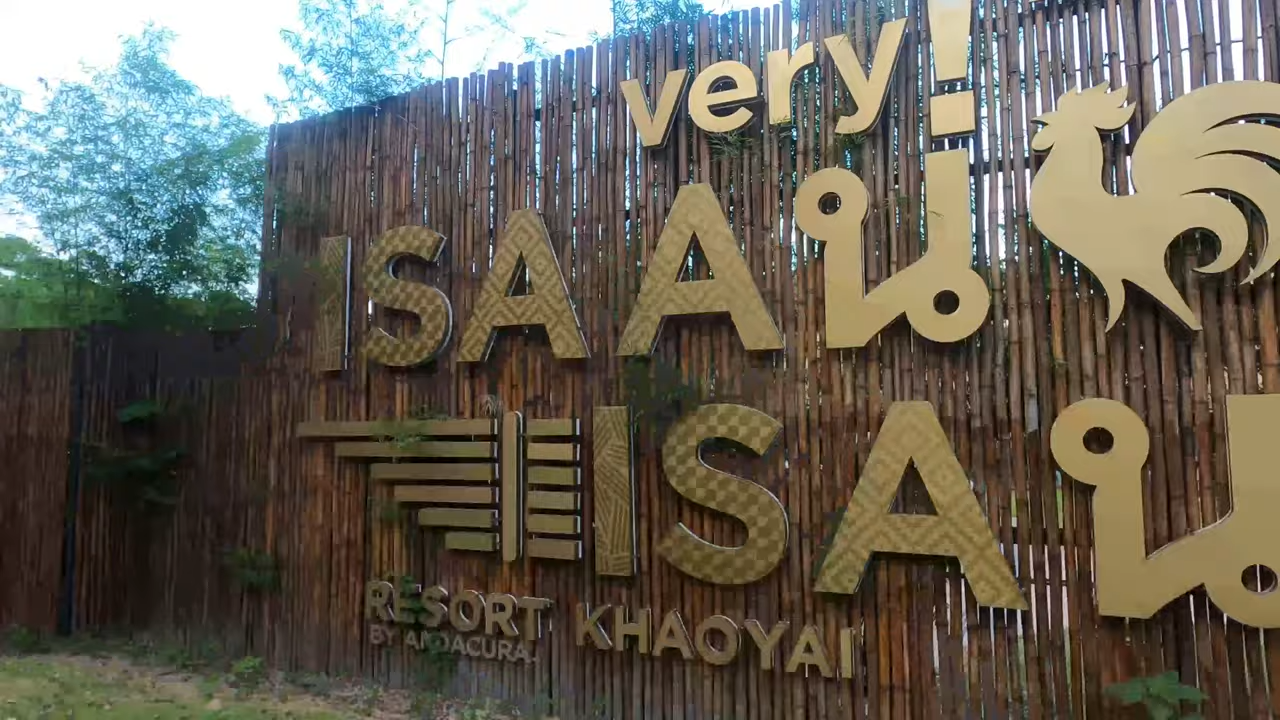 very!
ISAAน
ISAน
RESORT KHAOYAI
BY ANDACURA.